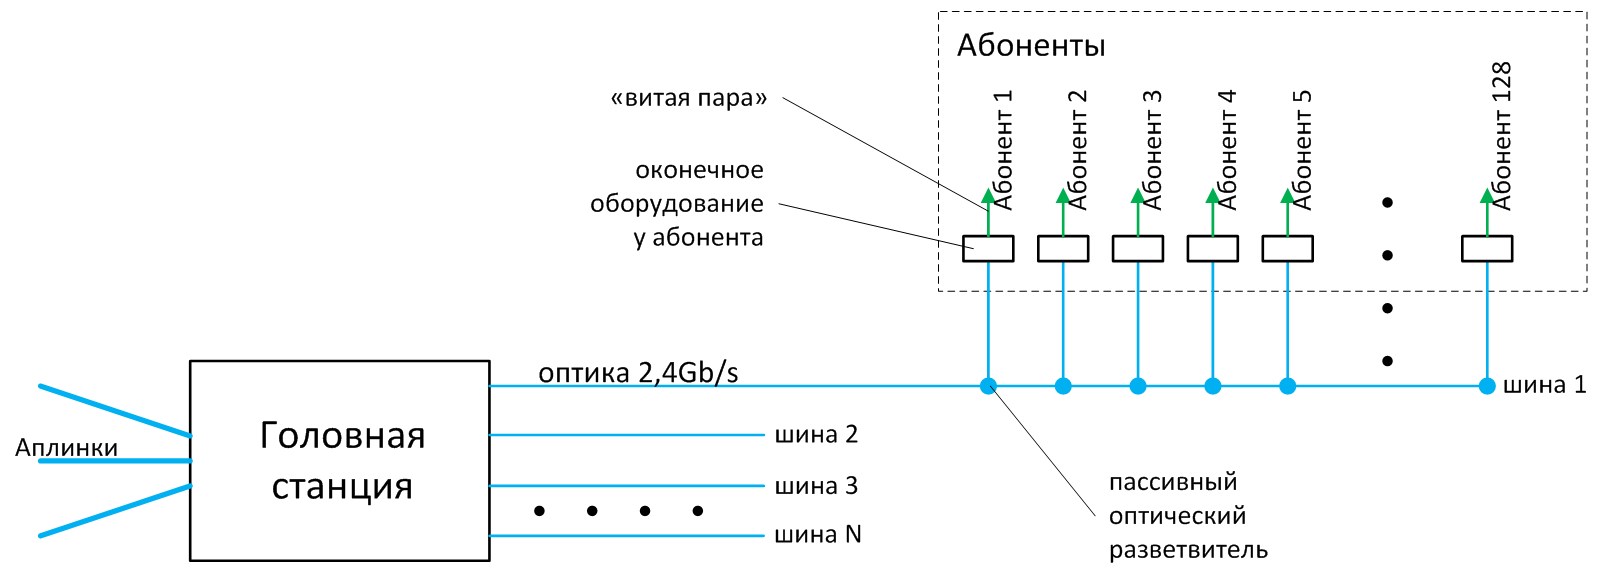 Абоненты
«витая пара»
Абонент 1
Абонент 2
Абонент 3
Абонент 4
Абонент 5
Абонент 128
оконечное
оборудование
у абонента
оптика 2,4Gb/s
шина 1
Аплинки
Головная
станция
шина 2
шина 3
шина N
пассивный
оптический
разветвитель